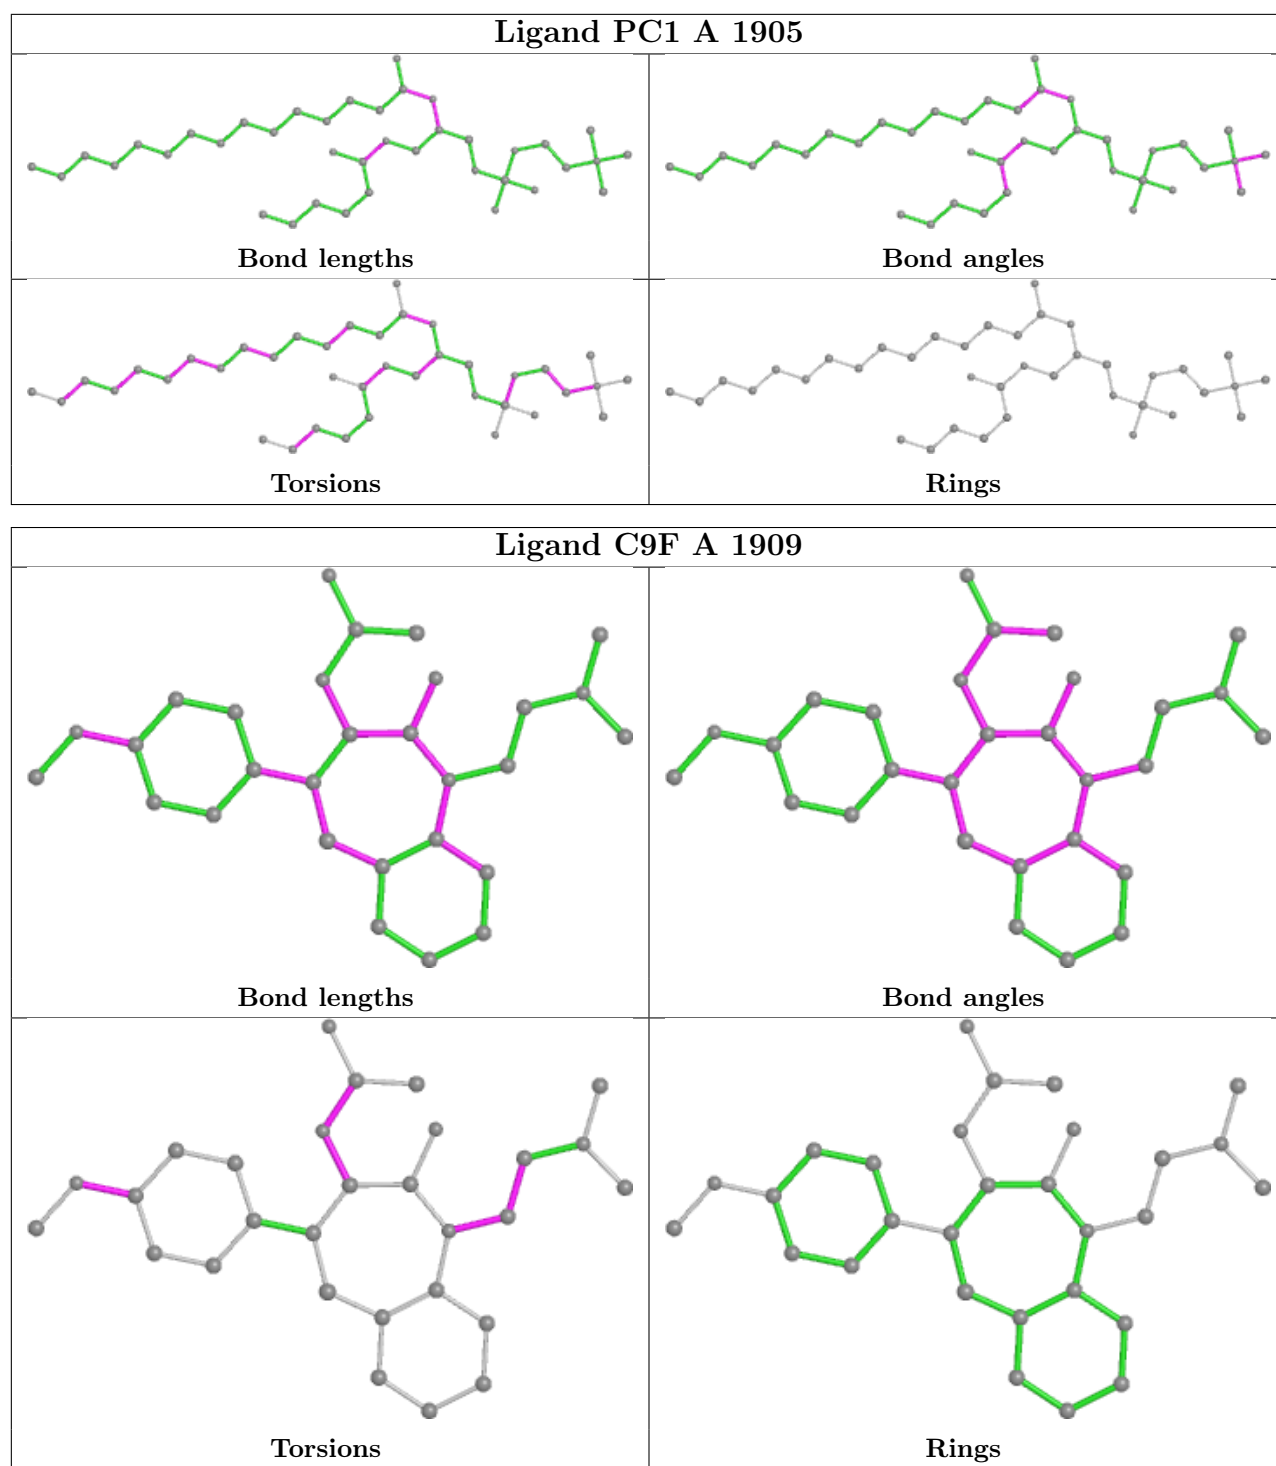 Ligand PC1 A 1905
Bond lengths
Bond angles
Torsions
Rings
Ligand C9F A 1909
Bond lengths
Bond angles
Torsions
Rings